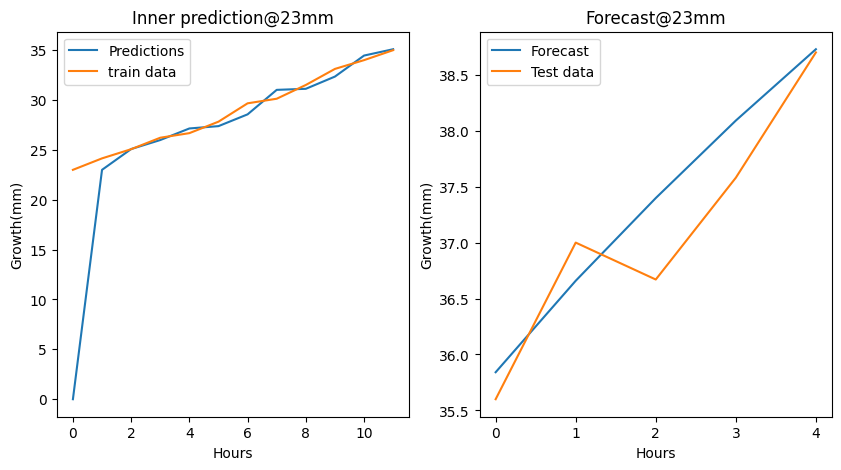 Inner prediction@23mm
Predictions
train data
35
30
25
20
15
10
5
0
Growth(mm)
0 2 4 6 8 10
Hours
Forecast@23mm
Forecast
Test data
38.5
38.0
37.5
37.0
36.5
36.0
35.5
Growth(mm)
0 1 2 3 4
Hours